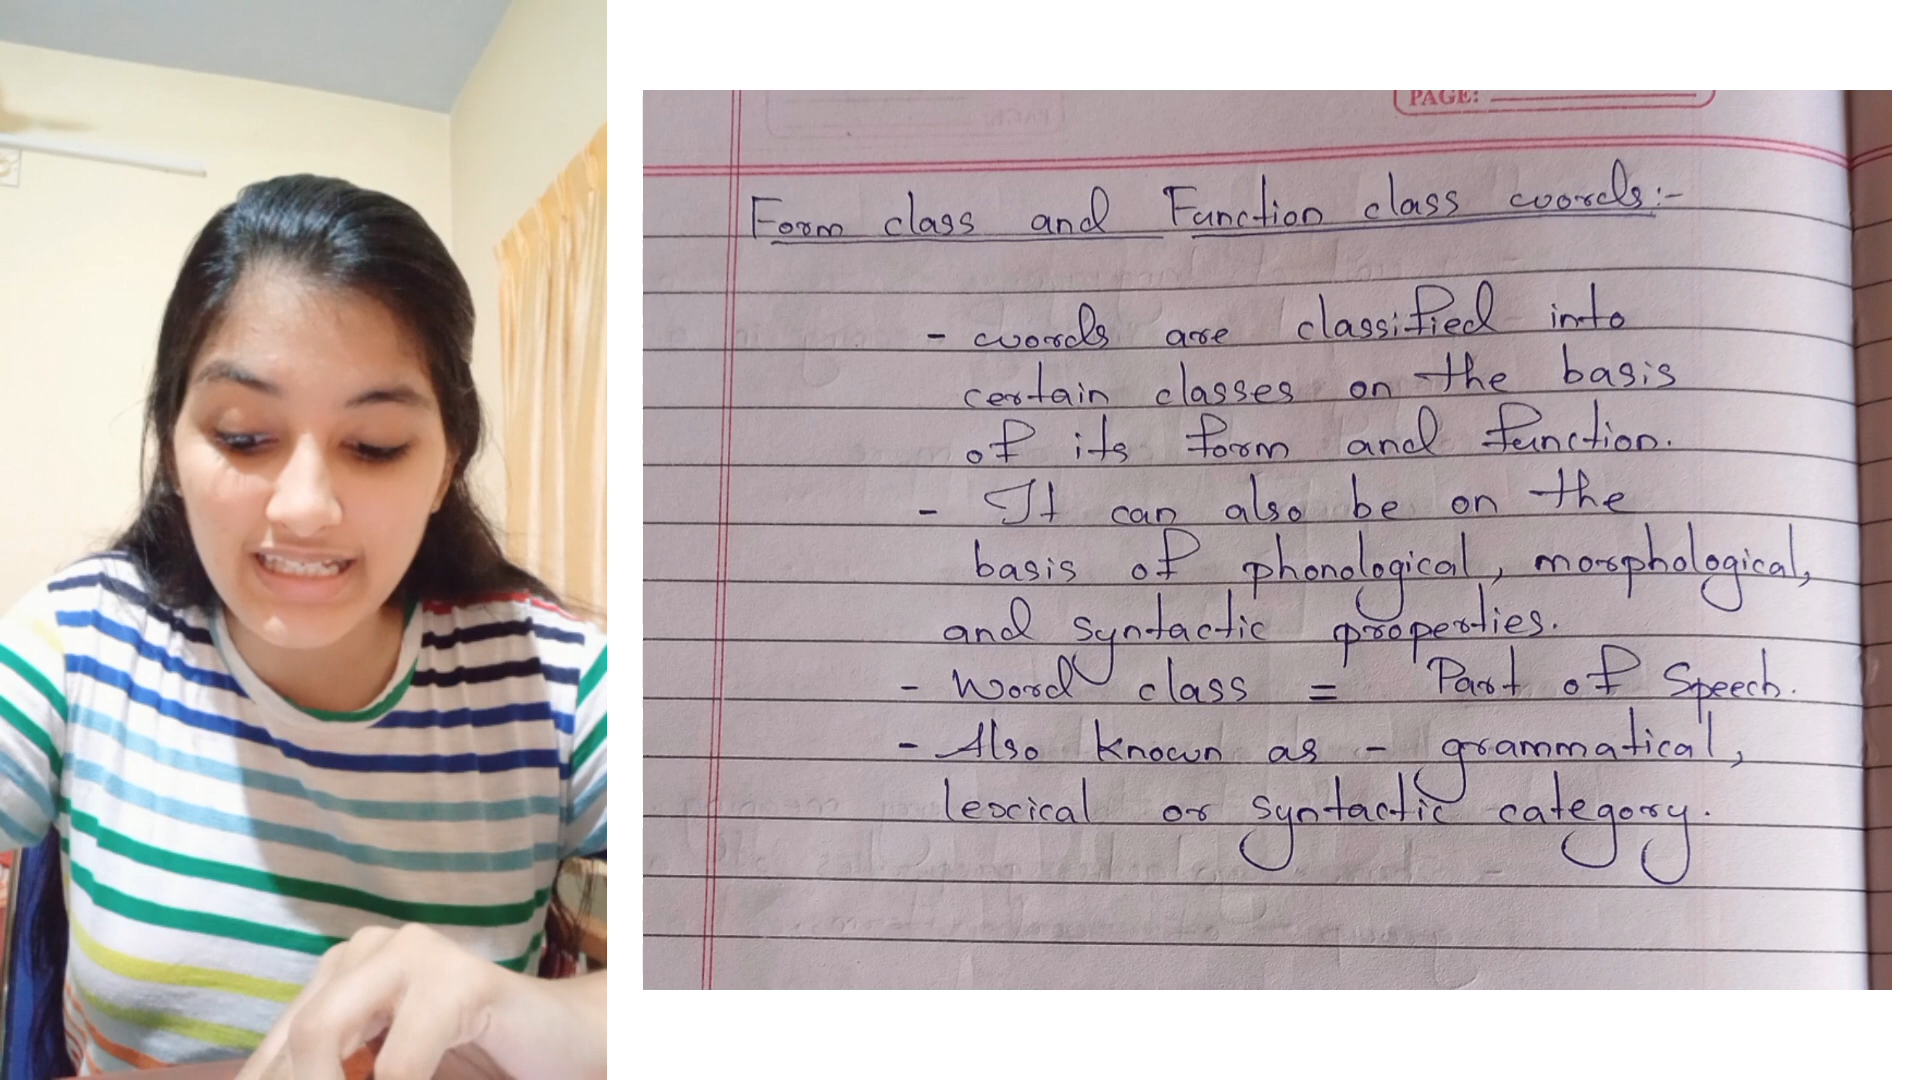 PAGE:
Form class and Function class words:-
- words are classified into
certain classes on the basis
of its form and function.
- It can also be on the
basis of phonological, morphological,
and syntactic properties.
- Word class = Part of Speech.
- Also known as - grammatical,
lexical or syntactic category.